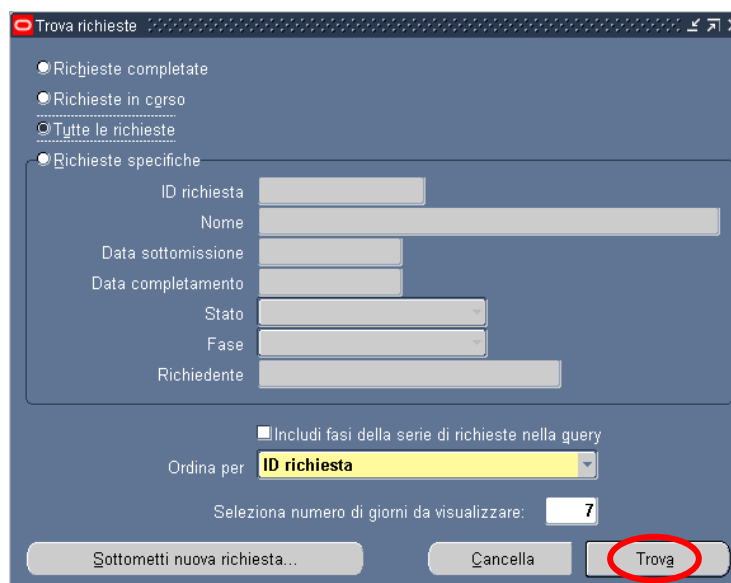 Trova richieste
Richieste completate
Richieste in corso
Tutte le richieste
Richieste specifiche
ID richiesta
Nome
Data sottomissione
Data completamento
Stato
Fase
Richiedente
Includi fasi della serie di richieste nella query
Ordina per ID richiesta
Seleziona numero di giorni da visualizzare: 7
Sottometti nuova richiesta... Cancella Trova